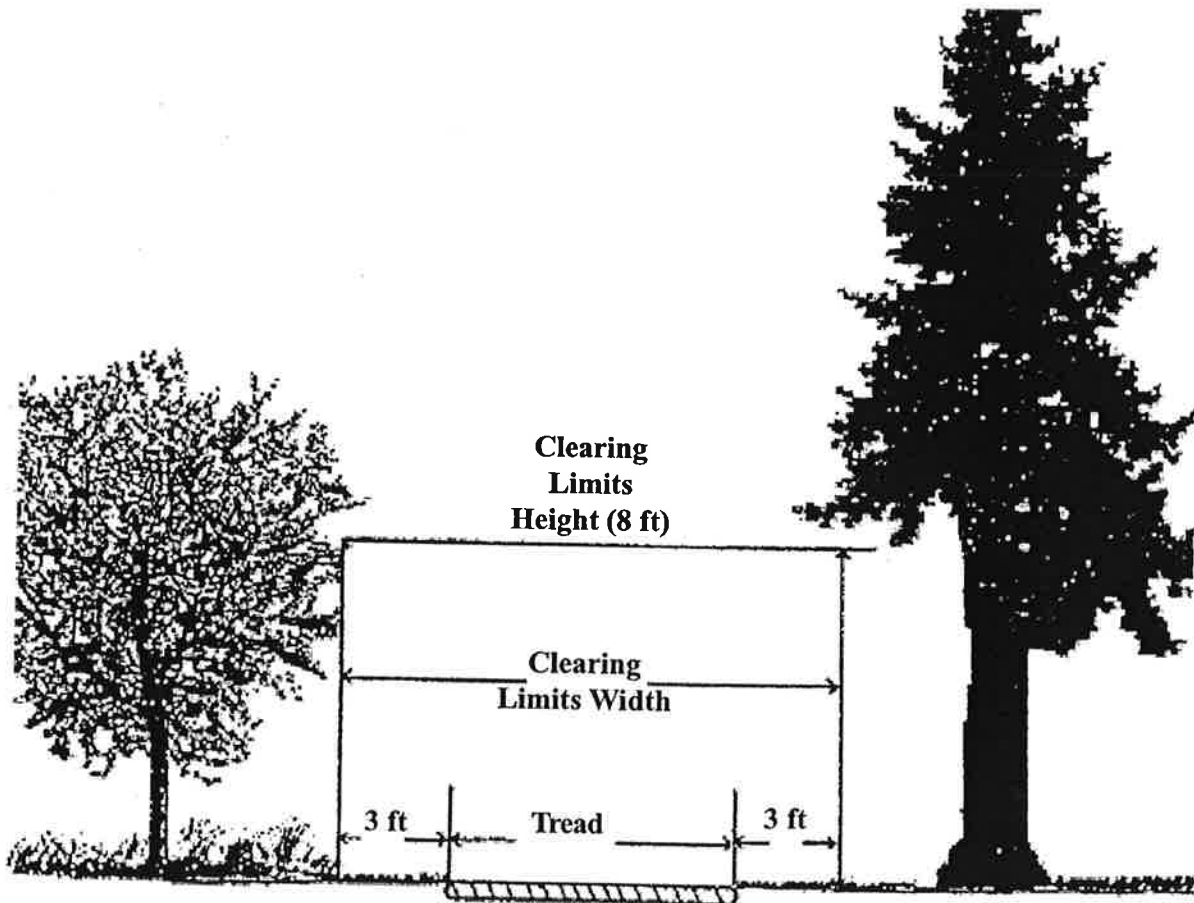 Clearing
Limits
Height (8 ft)
Clearing
Limits Width
3 ft
Tread
3 ft